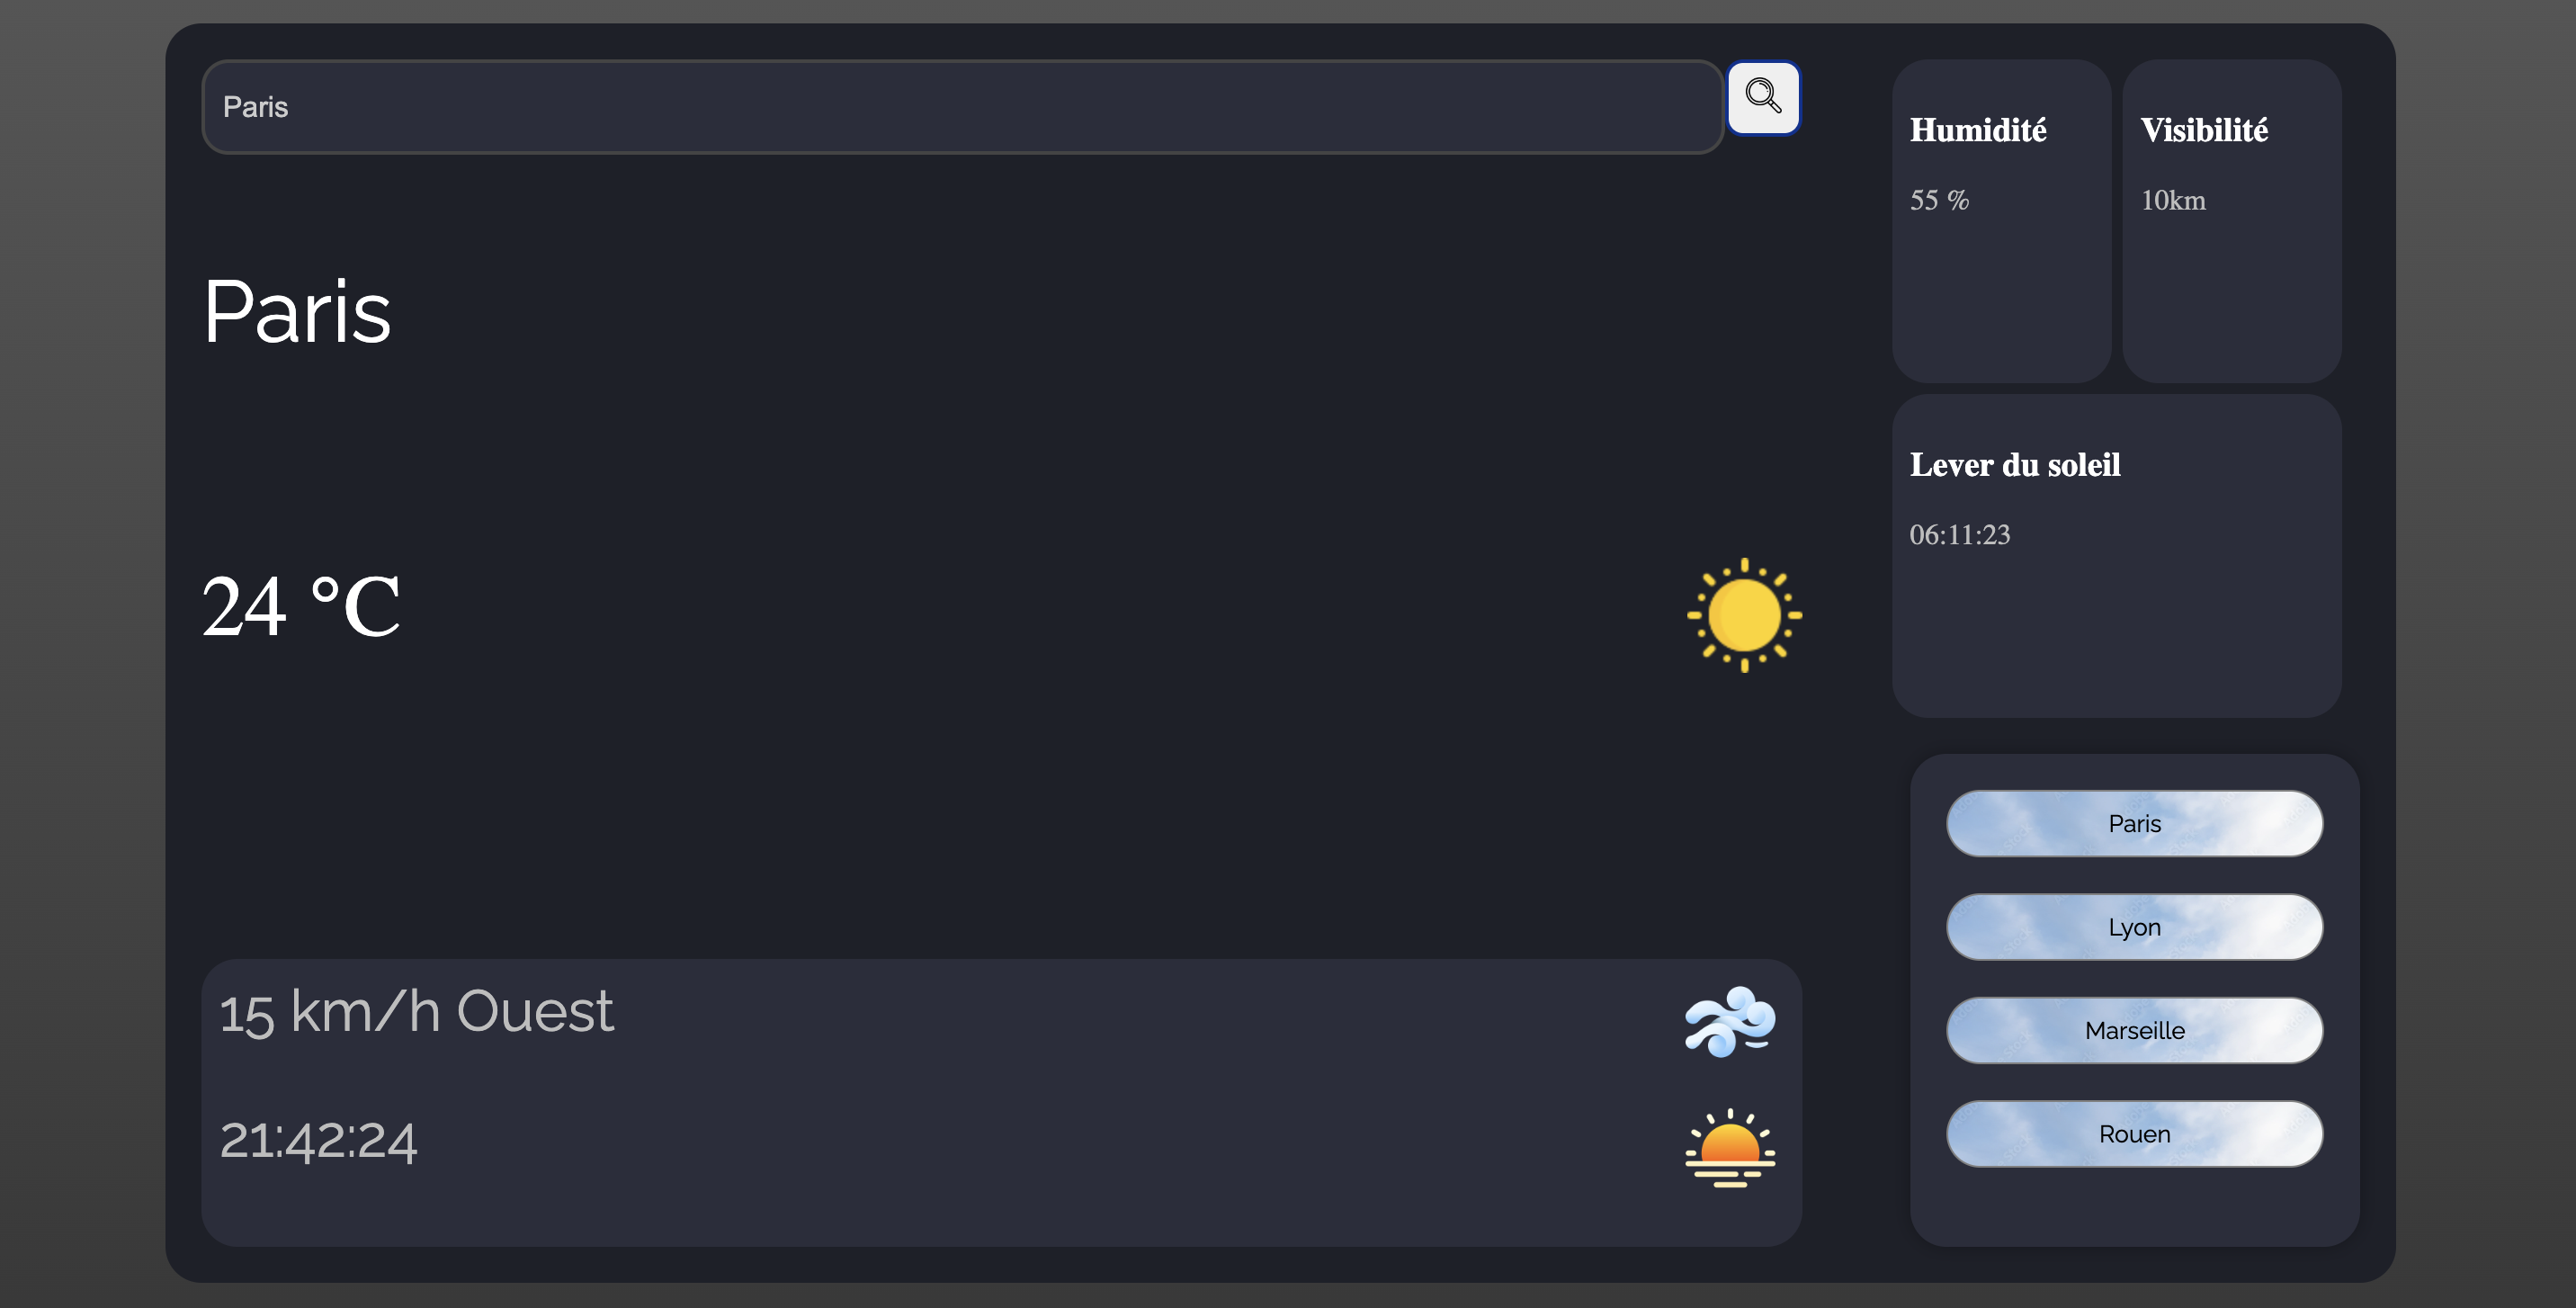 Paris
Paris
24 °C
15 km/h Ouest
21:42:24
Humidité
55 %
Visibilité
10km
Lever du soleil
06:11:23
Paris
Lyon
Marseille
Rouen